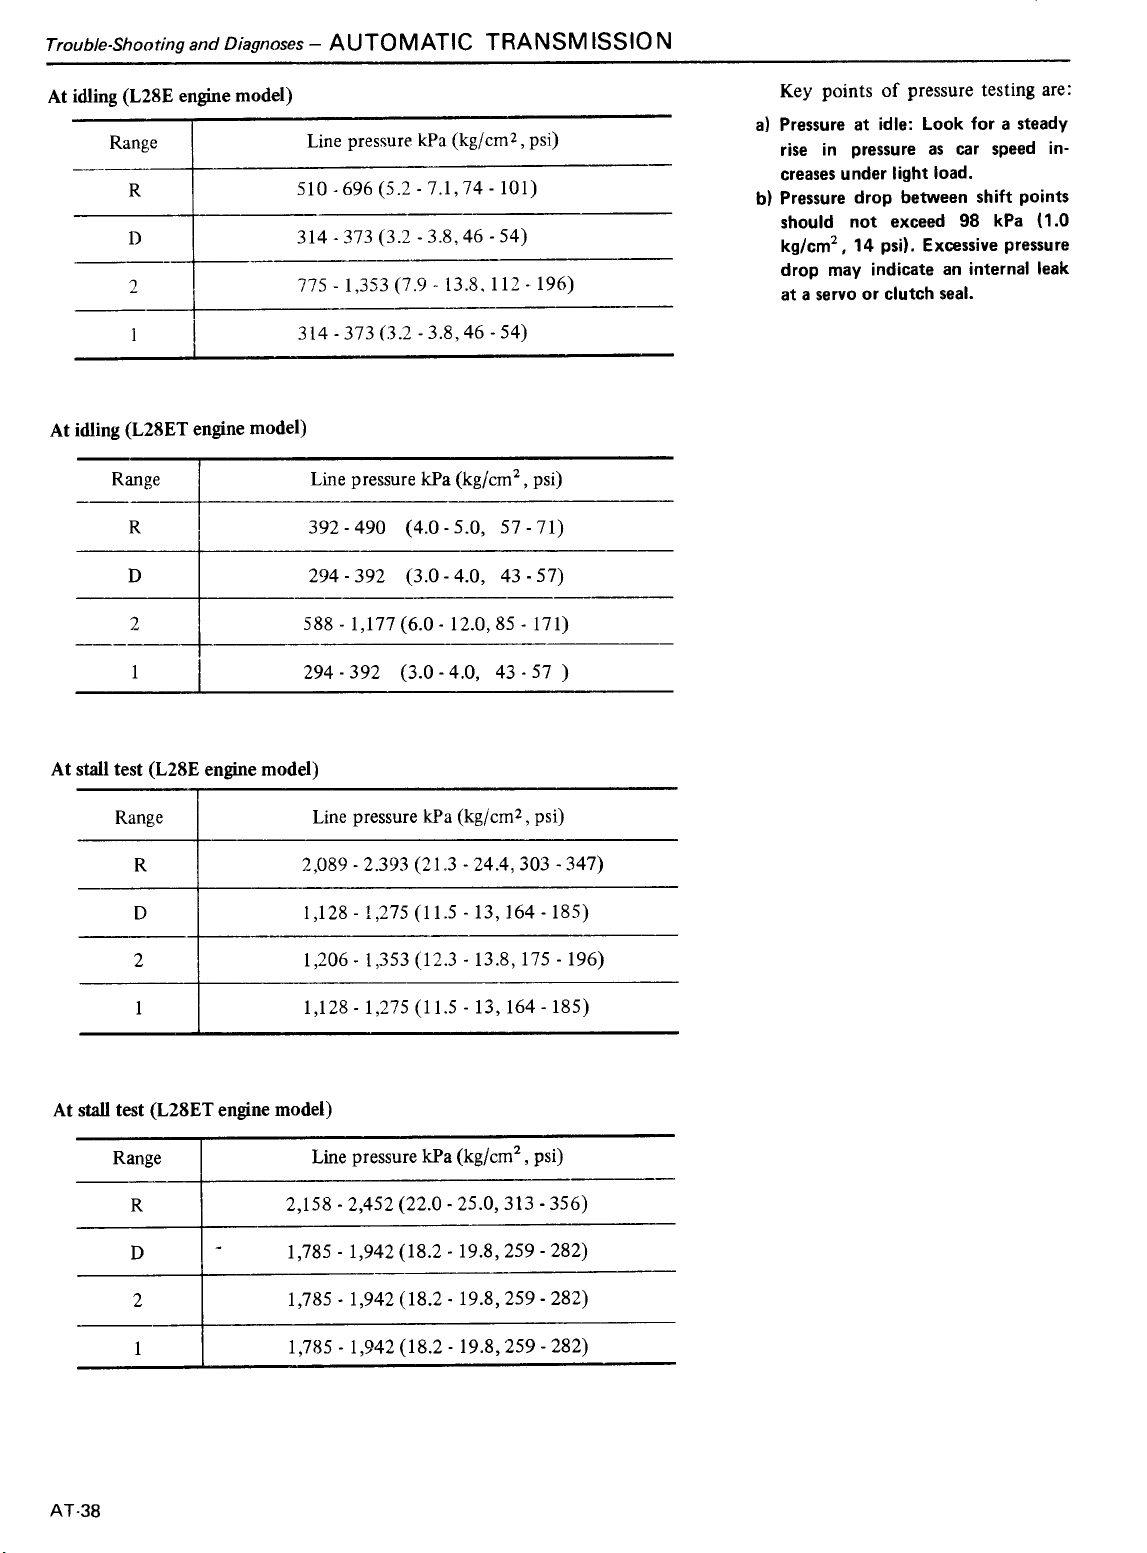 Trouble-Shooting and Diagnoses – AUTOMATIC TRANSMISSION
At idling (L28E engine model)
Range Line pressure kPa (kg/cm², psi)
R 510 - 696 (5.2 - 7.1, 74 - 101)
D 314 - 373 (3.2 - 3.8, 46 - 54)
2 775 - 1,353 (7.9 - 13.8, 112 - 196)
1 314 - 373 (3.2 - 3.8, 46 - 54)
At idling (L28ET engine model)
Range Line pressure kPa (kg/cm², psi)
R 392 - 490 (4.0 - 5.0, 57 - 71)
D 294 - 392 (3.0 - 4.0, 43 - 57)
2 588 - 1,177 (6.0 - 12.0, 85 - 171)
1 294 - 392 (3.0 - 4.0, 43 - 57 )
At stall test (L28E engine model)
Range Line pressure kPa (kg/cm², psi)
R 2,089 - 2.393 (21.3 - 24.4, 303 - 347)
D 1,128 - 1,275 (11.5 - 13, 164 - 185)
2 1,206 - 1,353 (12.3 - 13.8, 175 - 196)
1 1,128 - 1,275 (11.5 - 13, 164 - 185)
At stall test (L28ET engine model)
Range Line pressure kPa (kg/cm², psi)
R 2,158 - 2,452 (22.0 - 25.0, 313 - 356)
D 1,785 - 1,942 (18.2 - 19.8, 259 - 282)
2 1,785 - 1,942 (18.2 - 19.8, 259 - 282)
1 1,785 - 1,942 (18.2 - 19.8, 259 - 282)
Key points of pressure testing are:
a) Pressure at idle: Look for a steady
rise in pressure as car speed in-
creases under light load.
b) Pressure drop between shift points
should not exceed 98 kPa (1.0
kg/cm², 14 psi). Excessive pressure
drop may indicate an internal leak
at a servo or clutch seal.
AT-38